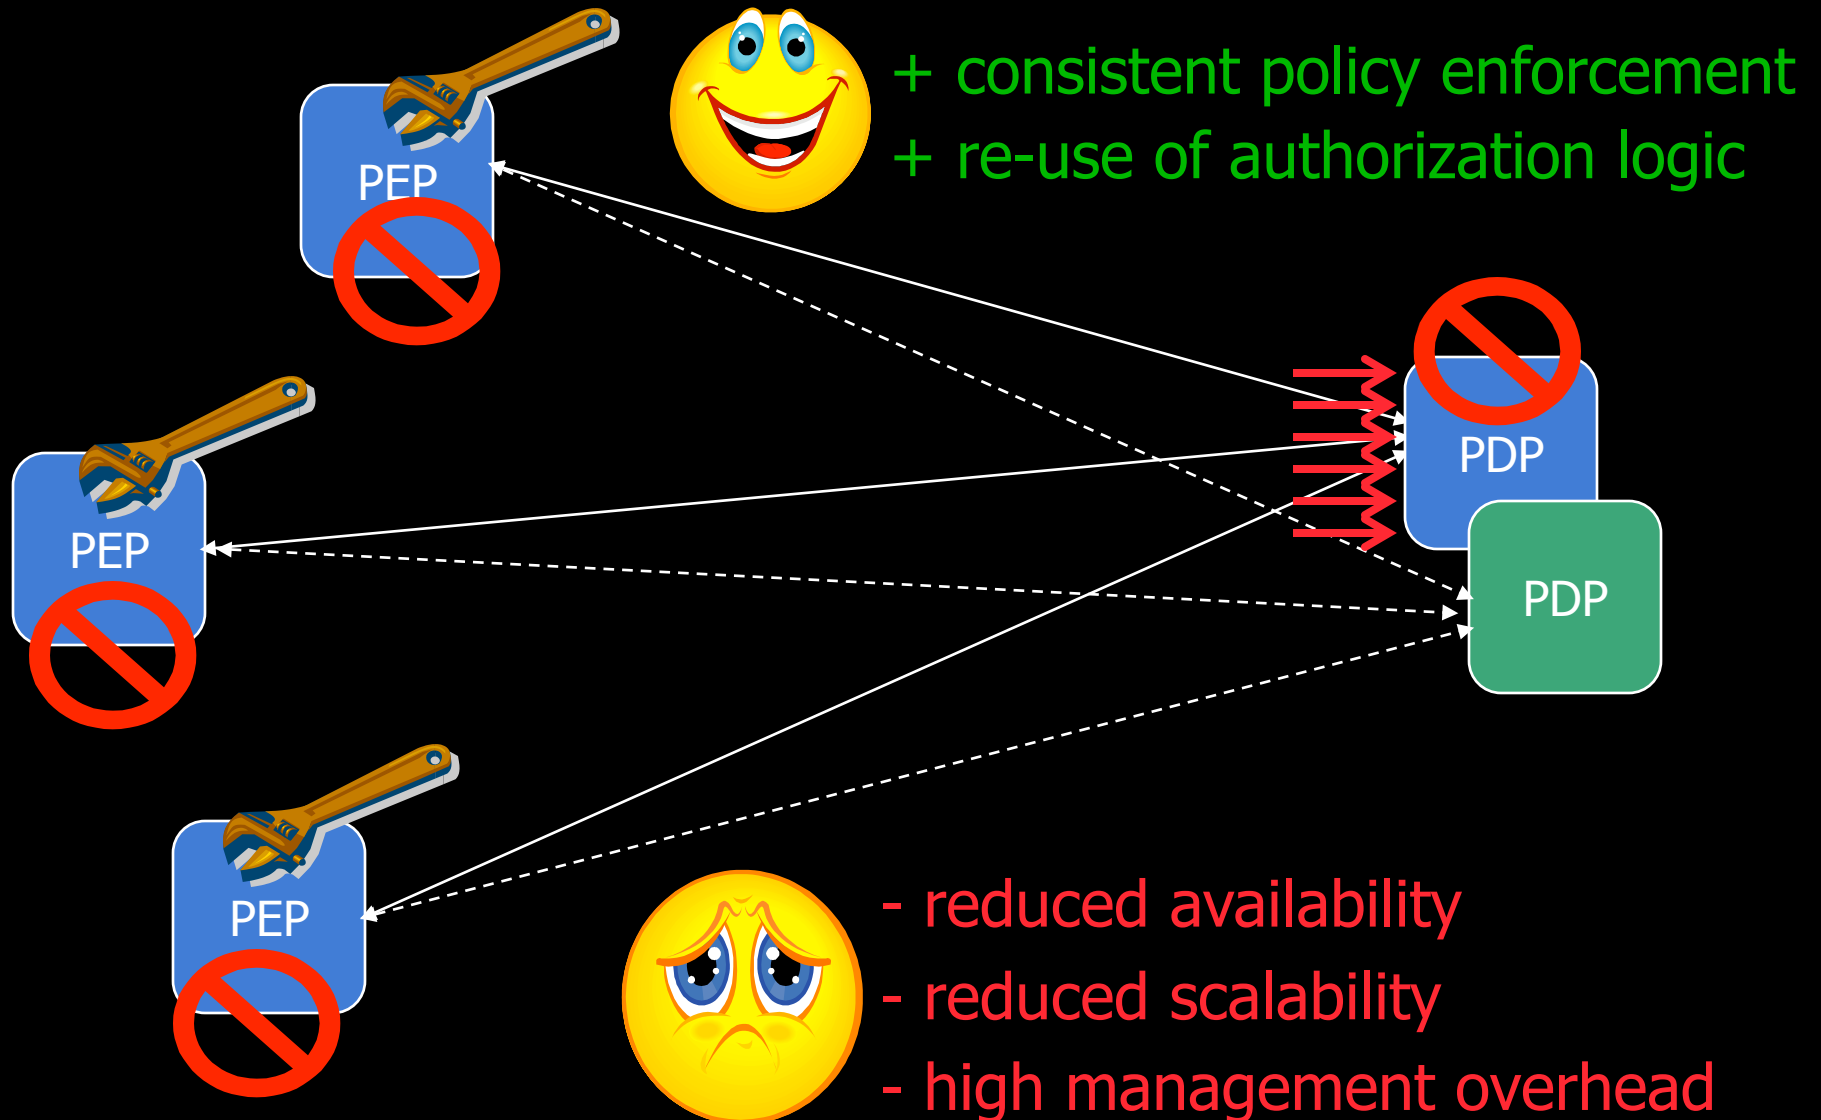 + consistent policy enforcement
+ re-use of authorization logic
PEP
PDP
PEP
PDP
PEP
- reduced availability
- reduced scalability
- high management overhead